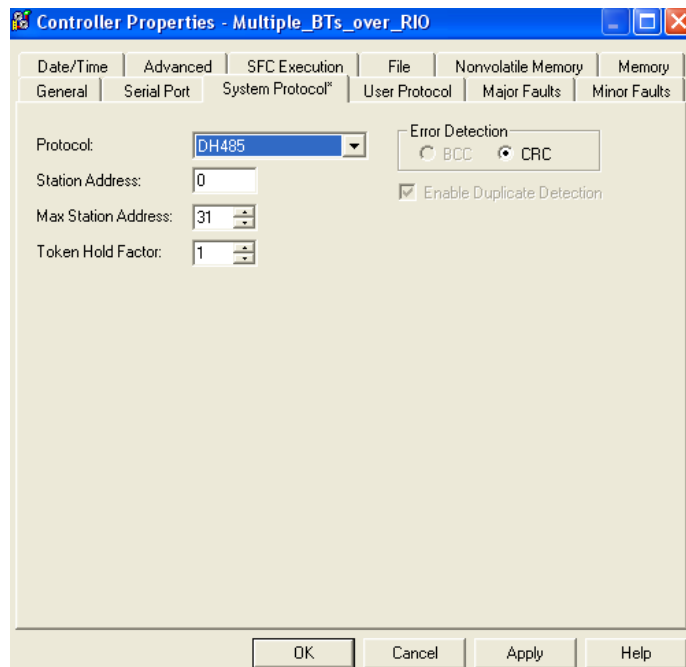 Controller Properties - Multiple_BTs_over_RIO
Date/Time Advanced SFC Execution File Nonvolatile Memory Memory
General Serial Port System Protocol* User Protocol Major Faults Minor Faults
Protocol: DH485
Error Detection
BCC CRC
Station Address: 0
Enable Duplicate Detection
Max Station Address: 31
Token Hold Factor: 1
OK Cancel Apply Help